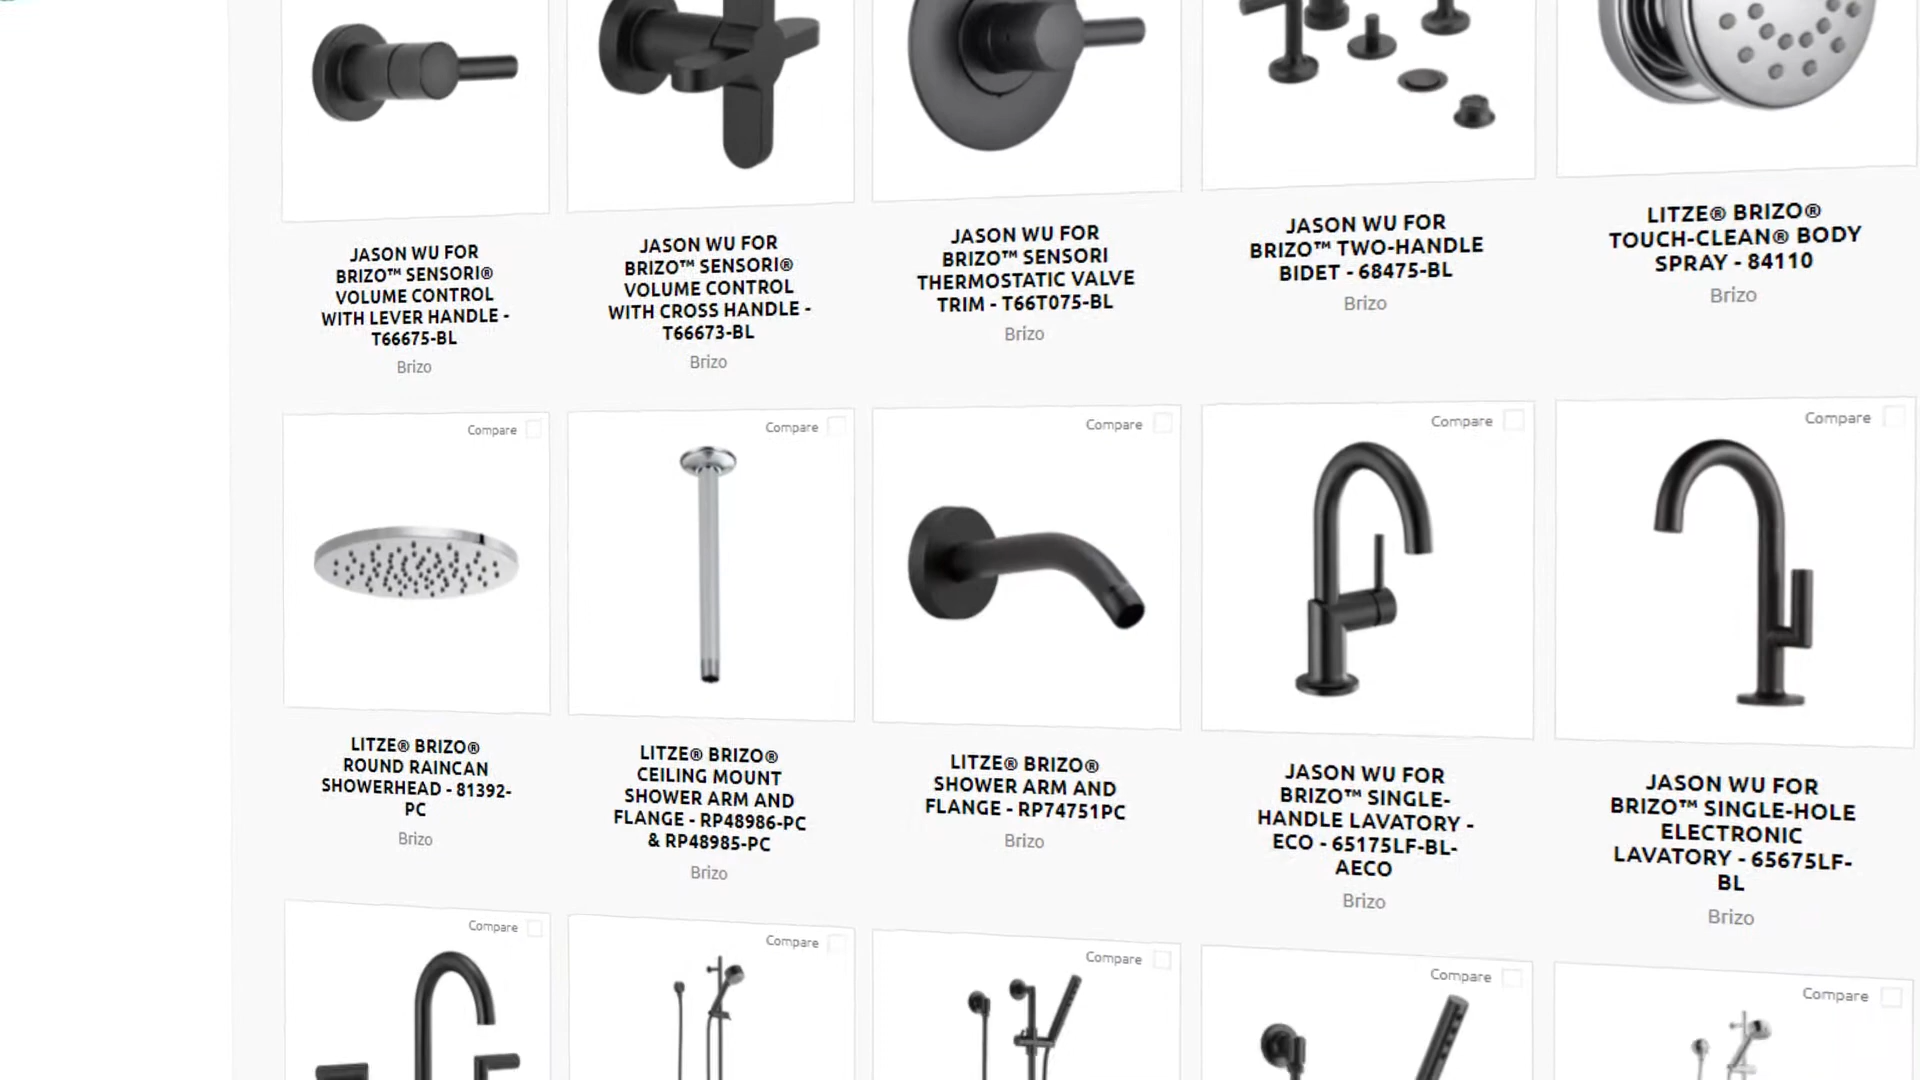 JASON WU FOR
BRIZO™ SENSORI®
VOLUME CONTROL
WITH LEVER HANDLE -
T66675-BL
Brizo
JASON WU FOR
BRIZO™ SENSORI®
VOLUME CONTROL
WITH CROSS HANDLE -
T66673-BL
Brizo
JASON WU FOR
BRIZO™ SENSORI
THERMOSTATIC VALVE
TRIM - T66T075-BL
Brizo
JASON WU FOR
BRIZO™ TWO-HANDLE
BIDET - 68475-BL
Brizo
LITZE® BRIZO®
TOUCH-CLEAN® BODY
SPRAY - 84110
Brizo
Compare
Compare
Compare
Compare
Compare
LITZE® BRIZO®
ROUND RAINCAN
SHOWERHEAD - 81392-
PC
Brizo
LITZE® BRIZO®
CEILING MOUNT
SHOWER ARM AND
FLANGE - RP48986-PC
& RP48985-PC
Brizo
LITZE® BRIZO®
SHOWER ARM AND
FLANGE - RP74751PC
Brizo
JASON WU FOR
BRIZO™ SINGLE-
HANDLE LAVATORY -
ECO - 65175LF-BL-
AECO
Brizo
JASON WU FOR
BRIZO™ SINGLE-HOLE
ELECTRONIC
LAVATORY - 65675LF-
BL
Brizo
Compare
Compare
Compare
Compare
Compare